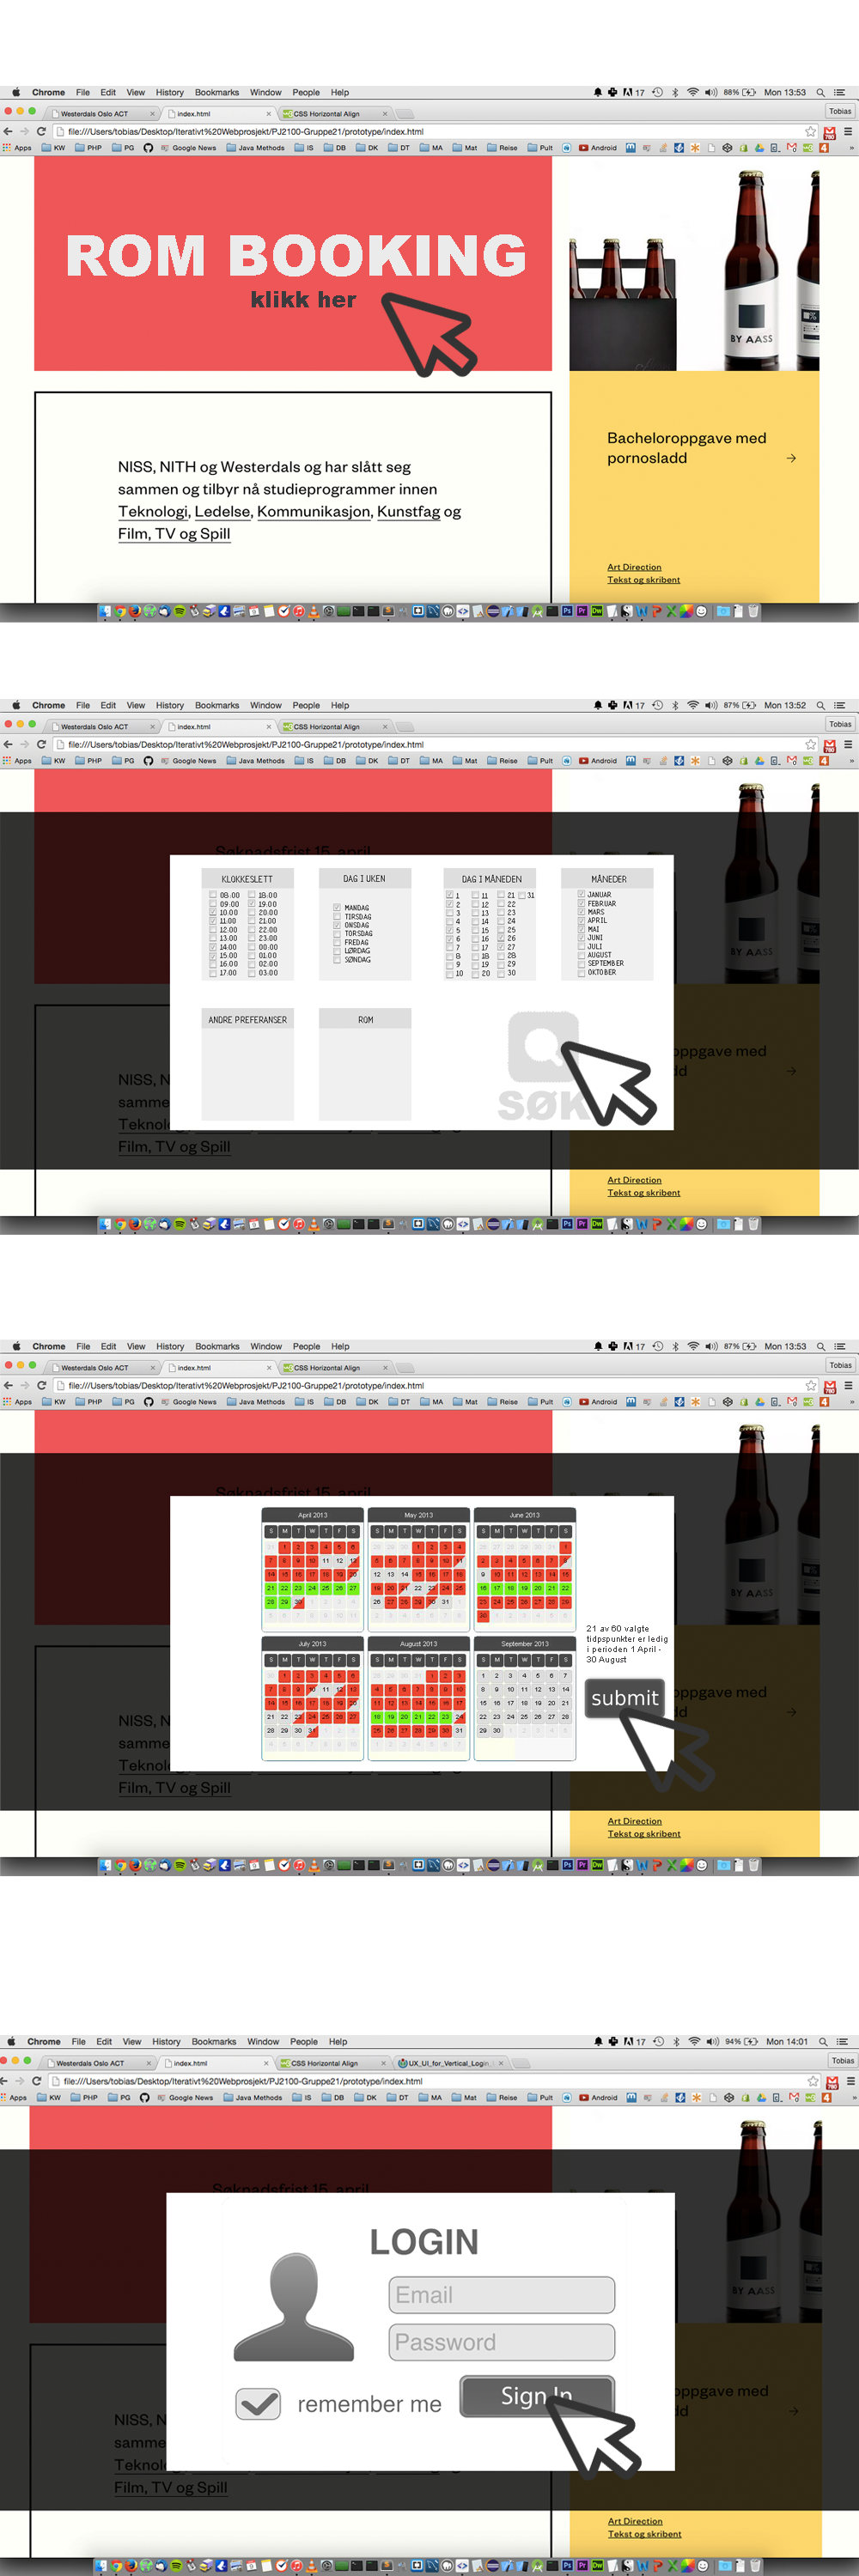 Chrome File Edit View History Bookmarks Window People Help 17 88% Mon 13:53
Westerdals Oslo ACT index.html CSS Horizontal Align Tobias
file:///Users/tobias/Desktop/Iterativt%20Webprosjekt/PJ2100-Gruppe21/prototype/index.html
Apps KW PHP PG Google News Java Methods IS DB DK DT MA Mat Reise Pult Android »
ROM BOOKING
klikk her
BY AASS
Bacheloroppgave med
pornosladd →
NISS, NITH og Westerdals og har slått seg
sammen og tilbyr nå studieprogrammer innen
Teknologi, Ledelse, Kommunikasjon, Kunstfag og
Film, TV og Spill
Art Direction
Tekst og skribent
Chrome File Edit View History Bookmarks Window People Help 17 87% Mon 13:52
Westerdals Oslo ACT index.html CSS Horizontal Align Tobias
file:///Users/tobias/Desktop/Iterativt%20Webprosjekt/PJ2100-Gruppe21/prototype/index.html
Apps KW PHP PG Google News Java Methods IS DB DK DT MA Mat Reise Pult Android »
Søknadsfrist 15. april
KLOKKESLETT DAG I UKEN DAG I MÅNEDEN MÅNEDER
08:00 18:00
09:00 19.00
10.00 20:00
11.00 21.00
12.00 22.00
13.00 23.00
14.00 00:00
15.00 01.00
16.00 02.00
17.00 03.00
MANDAG
TIRSDAG
ONSDAG
TORSDAG
FREDAG
LØRDAG
SØNDAG
1 11 21 31
2 12 22
3 13 23
4 14 24
5 15 25
6 16 26
7 17 27
8 18 28
9 19 29
10 20 30
JANUAR
FEBRUAR
MARS
APRIL
MAI
JUNI
JULI
AUGUST
SEPTEMBER
OKTOBER
ANDRE PREFERANSER ROM
SØK
oppgave med
dd →
NISS, N
samme
Teknol
Film, TV og Spill
Art Direction
Tekst og skribent
Chrome File Edit View History Bookmarks Window People Help 17 87% Mon 13:53
Westerdals Oslo ACT index.html CSS Horizontal Align Tobias
file:///Users/tobias/Desktop/Iterativt%20Webprosjekt/PJ2100-Gruppe21/prototype/index.html
Apps KW PHP PG Google News Java Methods IS DB DK DT MA Mat Reise Pult Android »
Søknadsfrist 15. april
April 2013 May 2013 June 2013
S M T W T F S S M T W T F S S M T W T F S
July 2013 August 2013 September 2013
S M T W T F S S M T W T F S S M T W T F S
21 av 60 valgte
tidpspunkter er ledig
i perioden 1 April -
30 August
submit
oppgave med
dd →
NISS, N
samme
Teknol
Film, TV og Spill
Art Direction
Tekst og skribent
Chrome File Edit View History Bookmarks Window People Help 17 94% Mon 14:01
Westerdals Oslo ACT index.html CSS Horizontal Align UX_UI_for_Vertical_Login_ Tobias
file:///Users/tobias/Desktop/Iterativt%20Webprosjekt/PJ2100-Gruppe21/prototype/index.html
Apps KW PHP PG Google News Java Methods IS DB DK DT MA Mat Reise Pult Android »
Søknadsfrist 15. april
LOGIN
Email
Password
remember me Sign In
BY AASS
oppgave med
dd →
NISS, N
samme
Teknol
Film, TV og Spill
Art Direction
Tekst og skribent